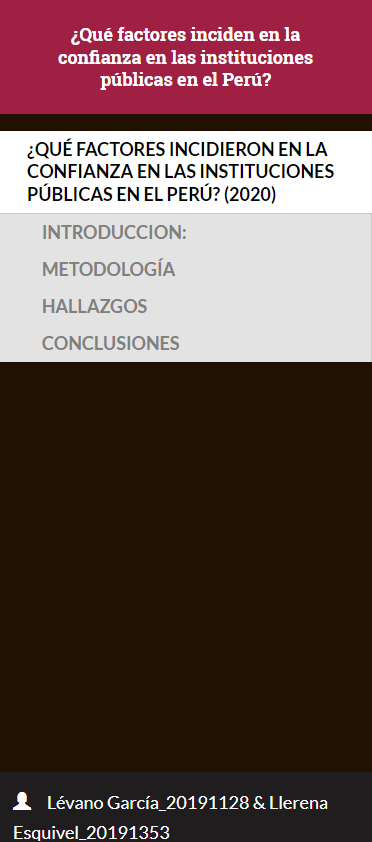 ¿Qué factores inciden en la
confianza en las instituciones
públicas en el Perú?
¿QUÉ FACTORES INCIDIERON EN LA
CONFIANZA EN LAS INSTITUCIONES
PÚBLICAS EN EL PERÚ? (2020)
INTRODUCCION:
METODOLOGÍA
HALLAZGOS
CONCLUSIONES
Lévano García_20191128 & Llerena
Esquivel_20191353